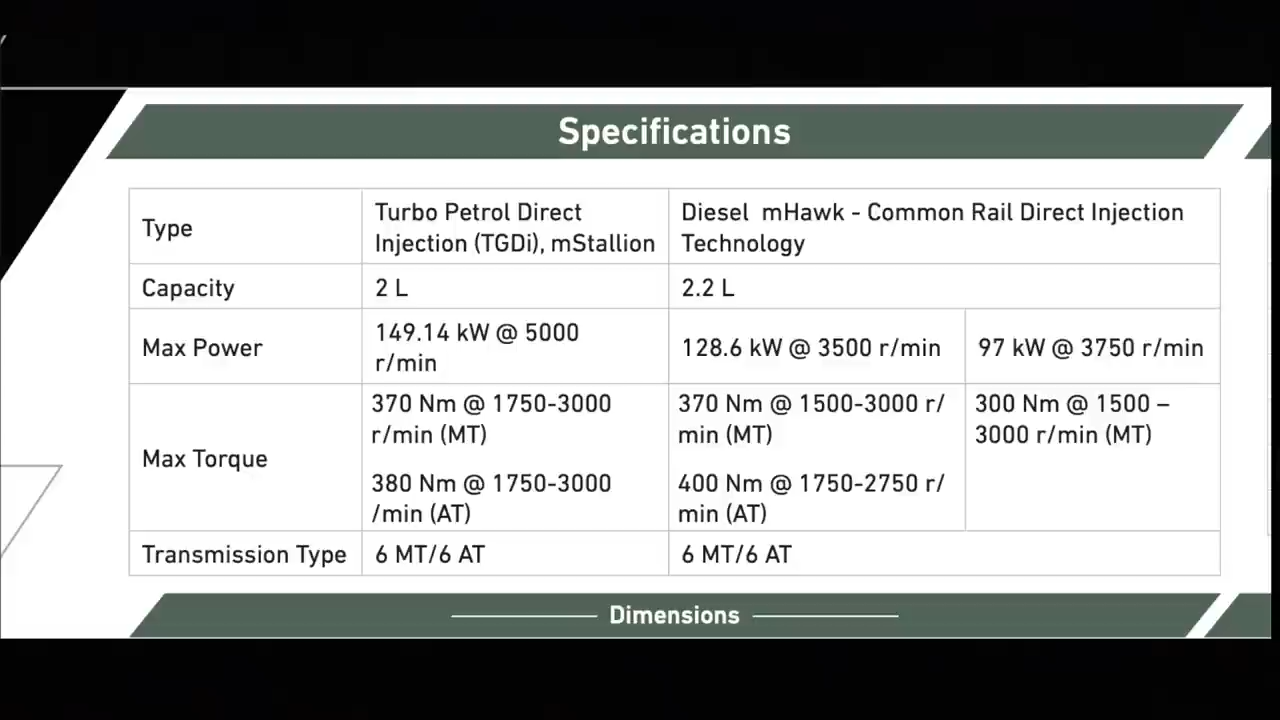 Specifications
Type
Turbo Petrol Direct
Injection (TGDi), mStallion
Diesel mHawk - Common Rail Direct Injection
Technology
Capacity
2 L
2.2 L
Max Power
149.14 kW @ 5000
r/min
128.6 kW @ 3500 r/min
97 kW @ 3750 r/min
Max Torque
370 Nm @ 1750-3000
r/min (MT)
380 Nm @ 1750-3000
/min (AT)
370 Nm @ 1500-3000 r/
min (MT)
400 Nm @ 1750-2750 r/
min (AT)
300 Nm @ 1500 –
3000 r/min (MT)
Transmission Type
6 MT/6 AT
6 MT/6 AT
Dimensions